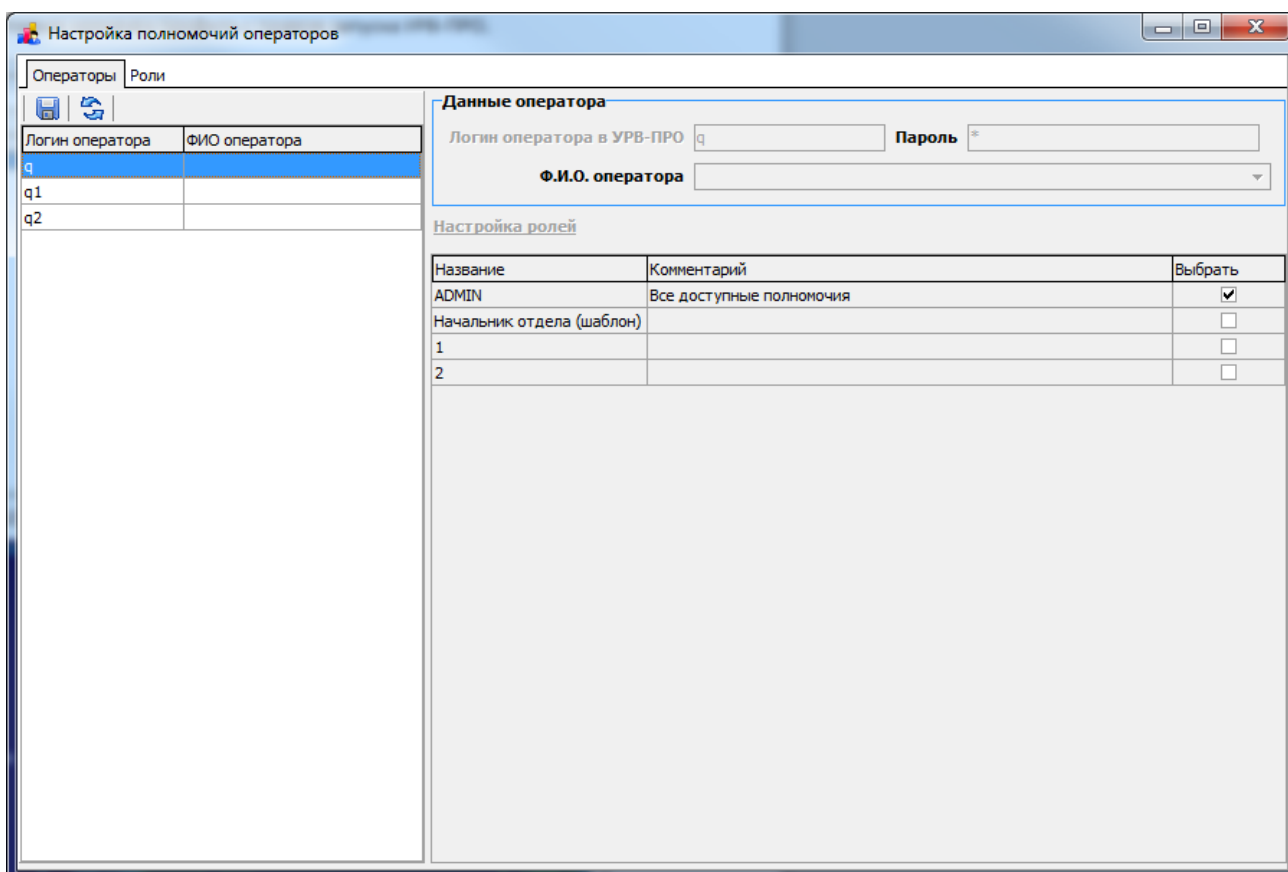 Настройка полномочий операторов
Операторы Роли
Логин оператора ФИО оператора
q
q1
q2
Данные оператора
Логин оператора в УРВ-ПРО q Пароль *
Ф.И.О. оператора
Настройка ролей
Название Комментарий Выбрать
ADMIN Все доступные полномочия
Начальник отдела (шаблон)
1
2